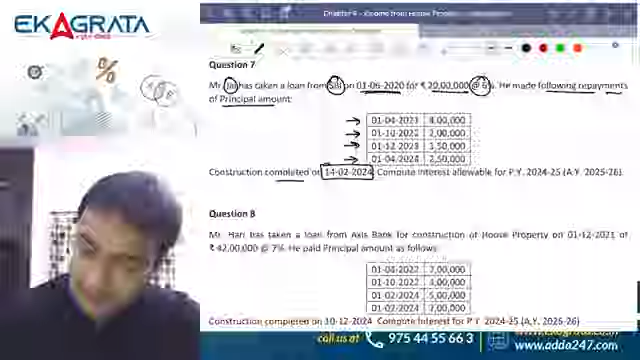 EKAGRATA
Chapter 4 - Income from House Property
Question 7
Mr Jai has taken a loan from SBI on 01-06-2020 for ₹ 20,00,000 @ 6%. He made following repayments
of Principal amount:
01-04-2021 4,00,000
01-10-2022 2,00,000
01-12-2023 1,50,000
01-04-2024 2,50,000
Construction completed on 14-02-2024. Compute Interest allowable for P.Y. 2024-25 (A.Y. 2025-26).
Question 8
Mr. Hari has taken a loan from Axis Bank for construction of House Property on 01-12-2021 of
₹ 42,00,000 @ 7%. He paid Principal amount as follows
01-04-2022 7,00,000
01-10-2022 4,00,000
01-02-2024 5,00,000
01-02-2024 7,00,000
Construction completed on 10-12-2024. Compute Interest for P.Y. 2024-25 (A.Y. 2025-26)
call us at 975 44 55 66 3
www.adda247.com